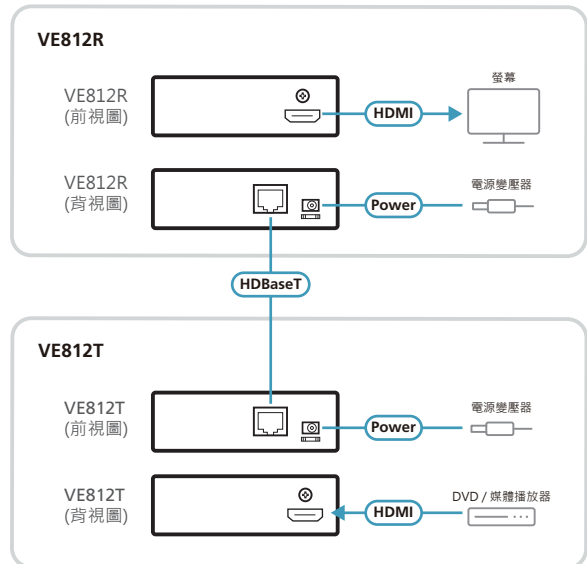 VE812R
VE812R
(前視圖)
HDMI
螢幕
VE812R
(背視圖)
Power
電源變壓器
HDBaseT
VE812T
VE812T
(前視圖)
Power
電源變壓器
VE812T
(背視圖)
HDMI
DVD / 媒體播放器